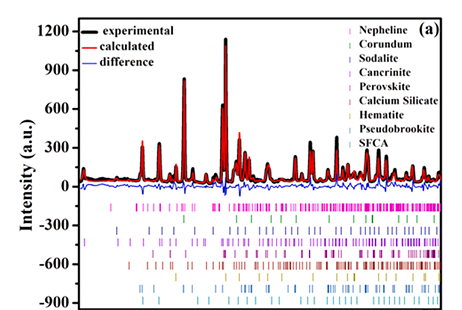 (a)
experimental
calculated
difference
Nepheline
Corundum
Sodalite
Cancrinite
Perovskite
Calcium Silicate
Hematite
Pseudobrookite
SFCA
Intensity (a.u.)
1200
900
600
300
0
-300
-600
-900